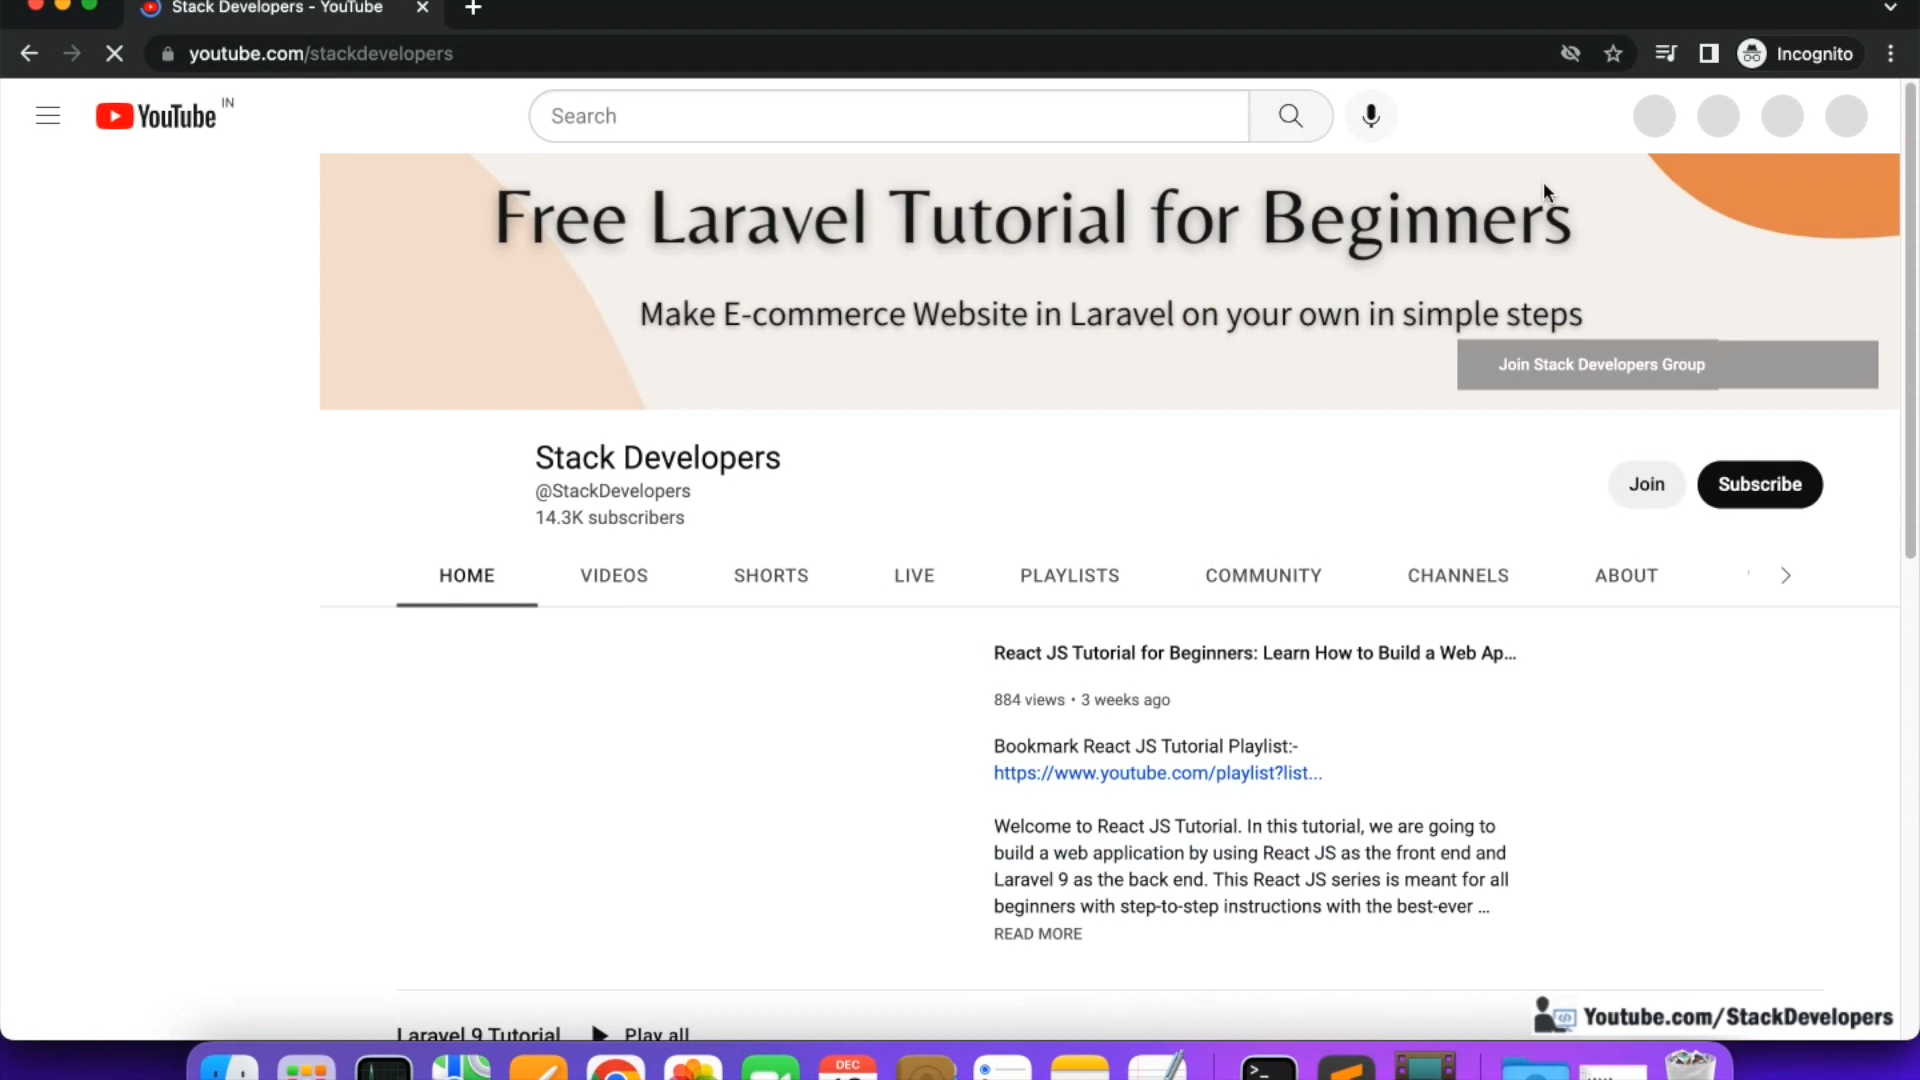 Stack Developers - YouTube
youtube.com/stackdevelopers
Incognito
YouTube IN
Search
Free Laravel Tutorial for Beginners
Make E-commerce Website in Laravel on your own in simple steps
Join Stack Developers Group
Stack Developers
@StackDevelopers
14.3K subscribers
Join
Subscribe
HOME
VIDEOS
SHORTS
LIVE
PLAYLISTS
COMMUNITY
CHANNELS
ABOUT
React JS Tutorial for Beginners: Learn How to Build a Web Ap...
884 views • 3 weeks ago
Bookmark React JS Tutorial Playlist:-
https://www.youtube.com/playlist?list...
Welcome to React JS Tutorial. In this tutorial, we are going to
build a web application by using React JS as the front end and
Laravel 9 as the back end. This React JS series is meant for all
beginners with step-to-step instructions with the best-ever ...
READ MORE
Youtube.com/StackDevelopers
Laravel 9 Tutorial
Play all
DEC